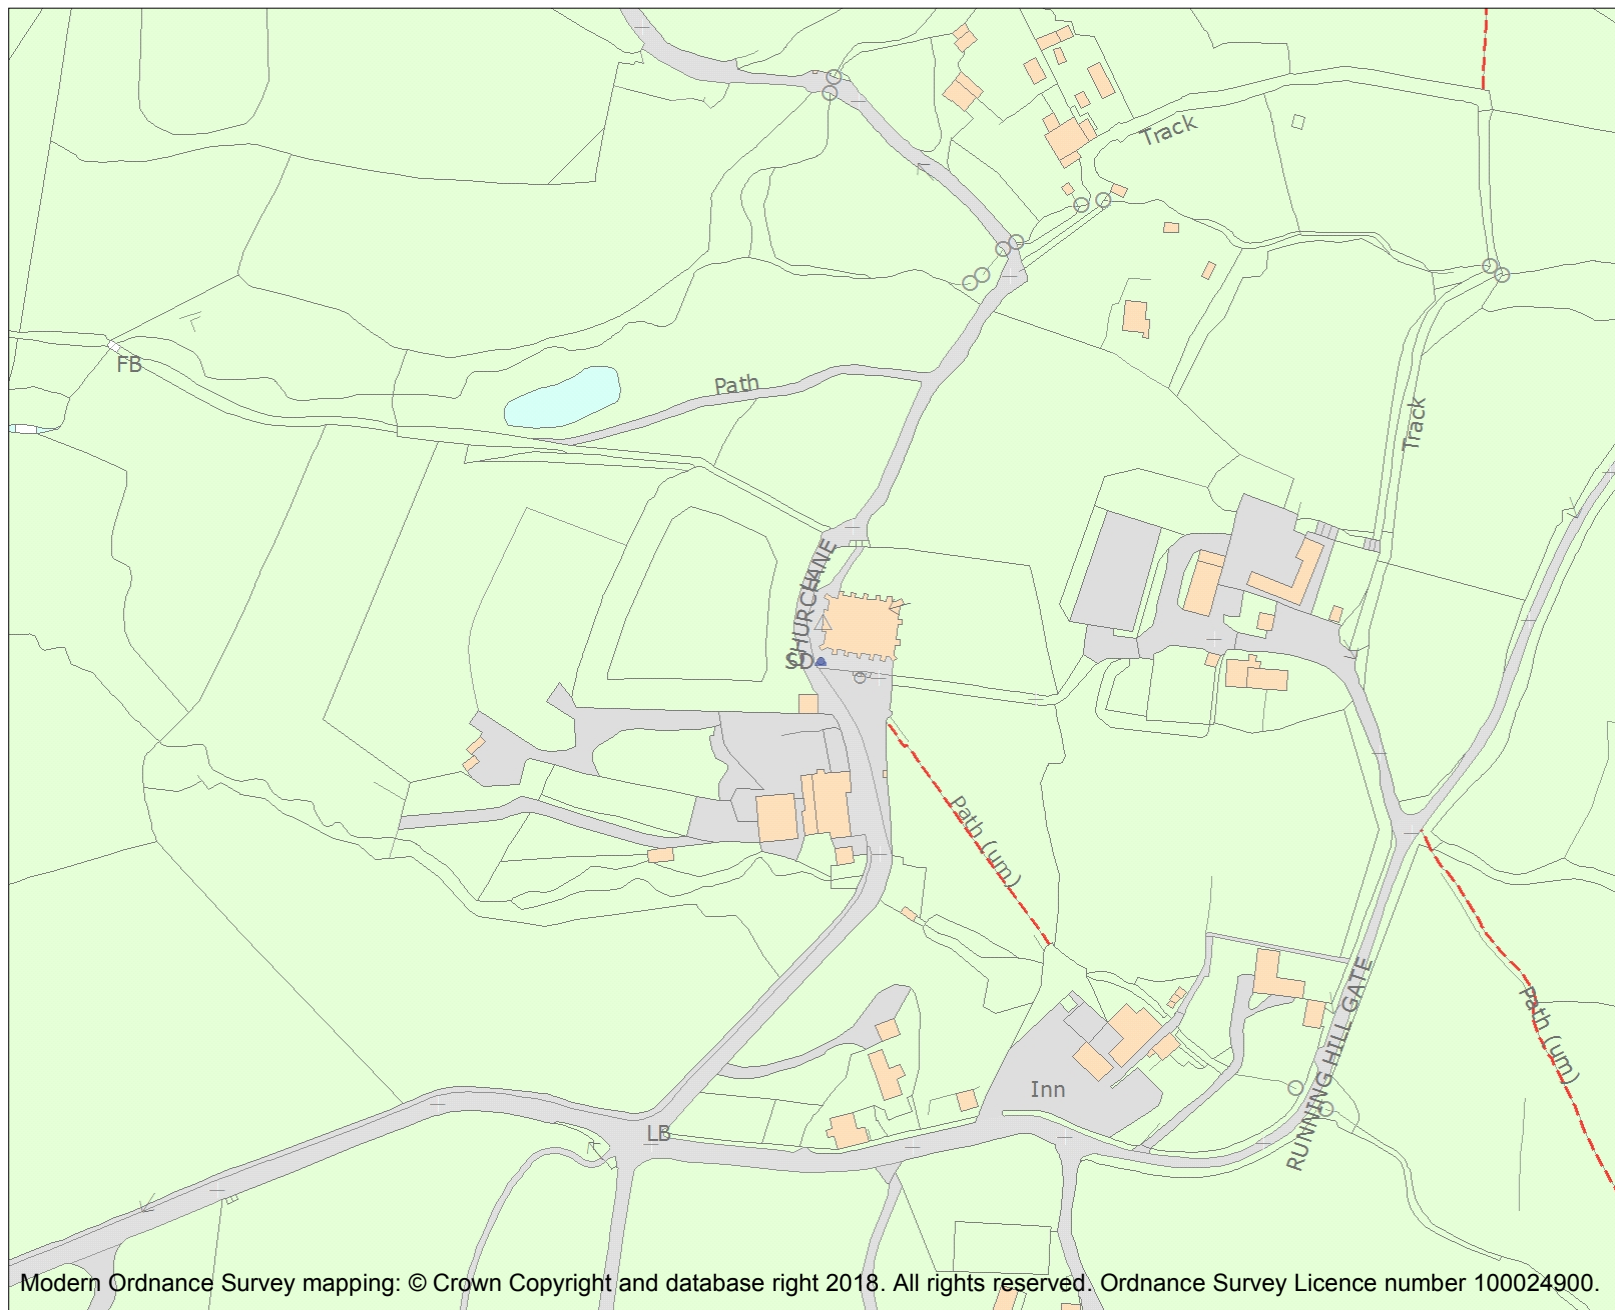 Track
FB
Path
Track
CHURCH LANE
SD
Path (um)
Path (um)
RUNNING HILL GATE
Inn
LB
Modern Ordnance Survey mapping: © Crown Copyright and database right 2018. All rights reserved. Ordnance Survey Licence number 100024900.